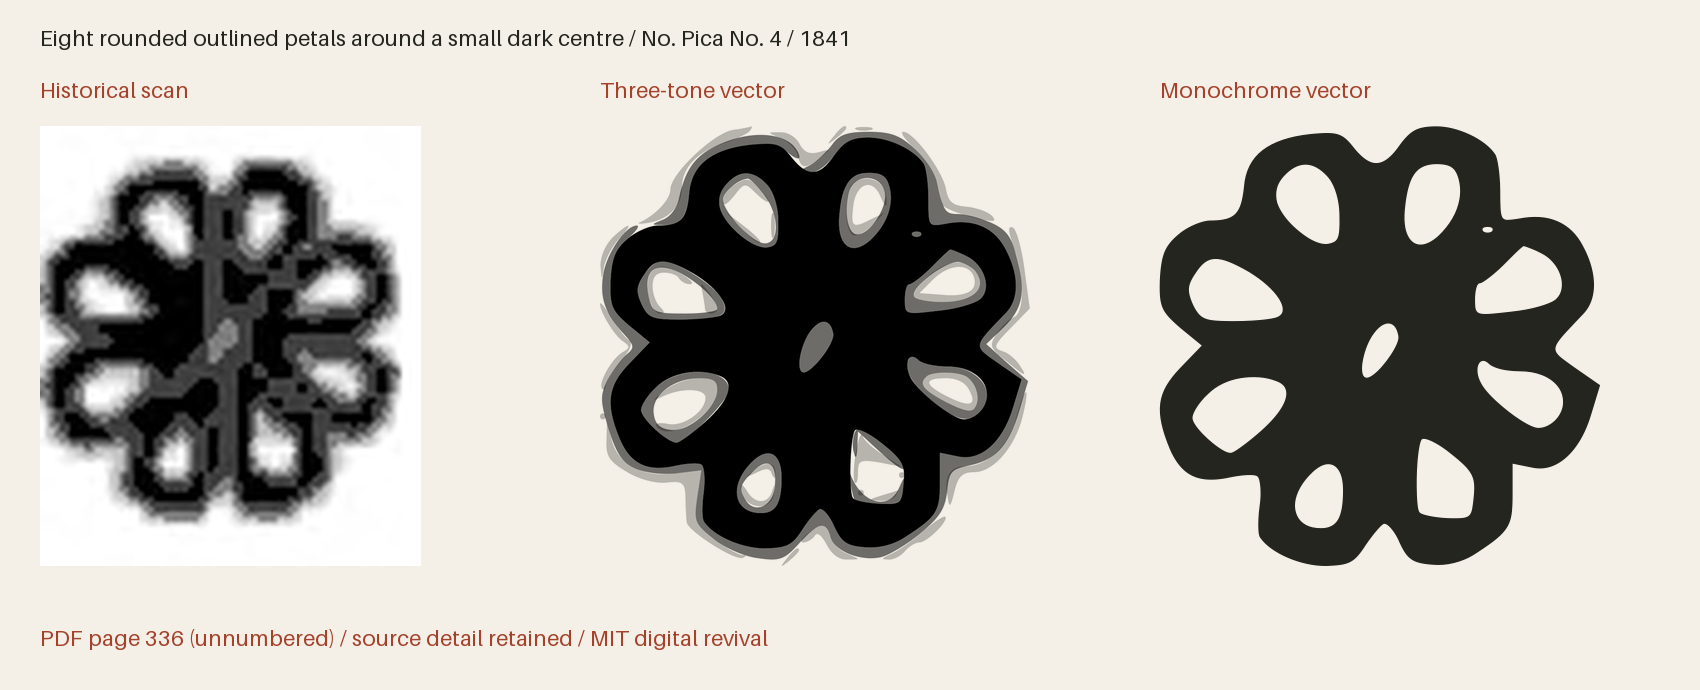 Eight rounded outlined petals around a small dark centre / No. Pica No. 4 / 1841
Historical scan
Three-tone vector
Monochrome vector
PDF page 336 (unnumbered) / source detail retained / MIT digital revival